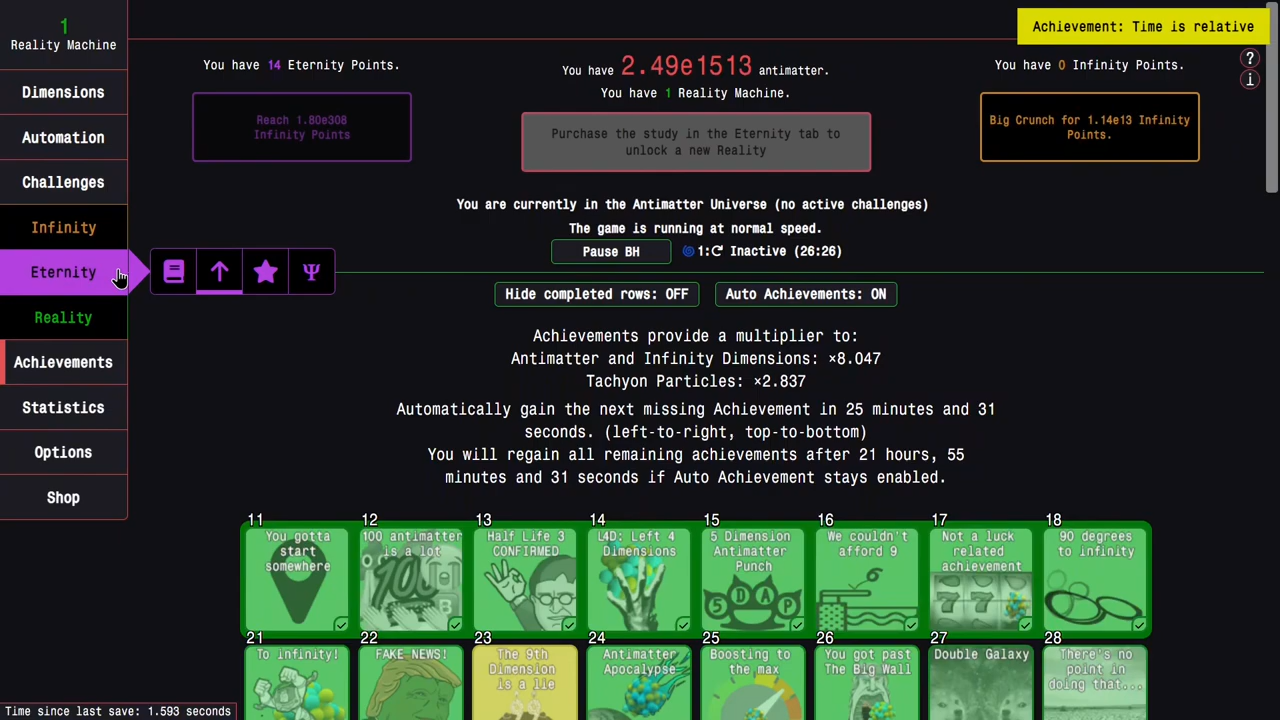 1
Reality Machine
Dimensions
Automation
Challenges
Infinity
Eternity
Reality
Achievements
Statistics
Options
Shop
Time since last save: 1.593 seconds
Achievement: Time is relative
You have 14 Eternity Points.
Reach 1.80e308
Infinity Points
You have 2.49e1513 antimatter.
You have 1 Reality Machine.
Purchase the study in the Eternity tab to
unlock a new Reality
You have 0 Infinity Points.
Big Crunch for 1.14e13 Infinity
Points.
?
i
You are currently in the Antimatter Universe (no active challenges)
The game is running at normal speed.
Pause BH
1: Inactive (26:26)
Ψ
Hide completed rows: OFF
Auto Achievements: ON
Achievements provide a multiplier to:
Antimatter and Infinity Dimensions: ×8.047
Tachyon Particles: ×2.837
Automatically gain the next missing Achievement in 25 minutes and 31
seconds. (left-to-right, top-to-bottom)
You will regain all remaining achievements after 21 hours, 55
minutes and 31 seconds if Auto Achievement stays enabled.
11
You gotta
start
somewhere
12
100 antimatter
is a lot
13
Half Life 3
CONFIRMED
14
L4D: Left 4
Dimensions
15
5 Dimension
Antimatter
Punch
5 D A P
16
We couldn't
afford 9
17
Not a luck
related
achievement
7 7
18
90 degrees
to infinity
21
To infinity!
22
FAKE NEWS!
23
The 9th
Dimension
is a lie
24
Antimatter
Apocalypse
25
Boosting to
the max
26
You got past
The Big Wall
27
Double Galaxy
28
There's no
point in
doing that...